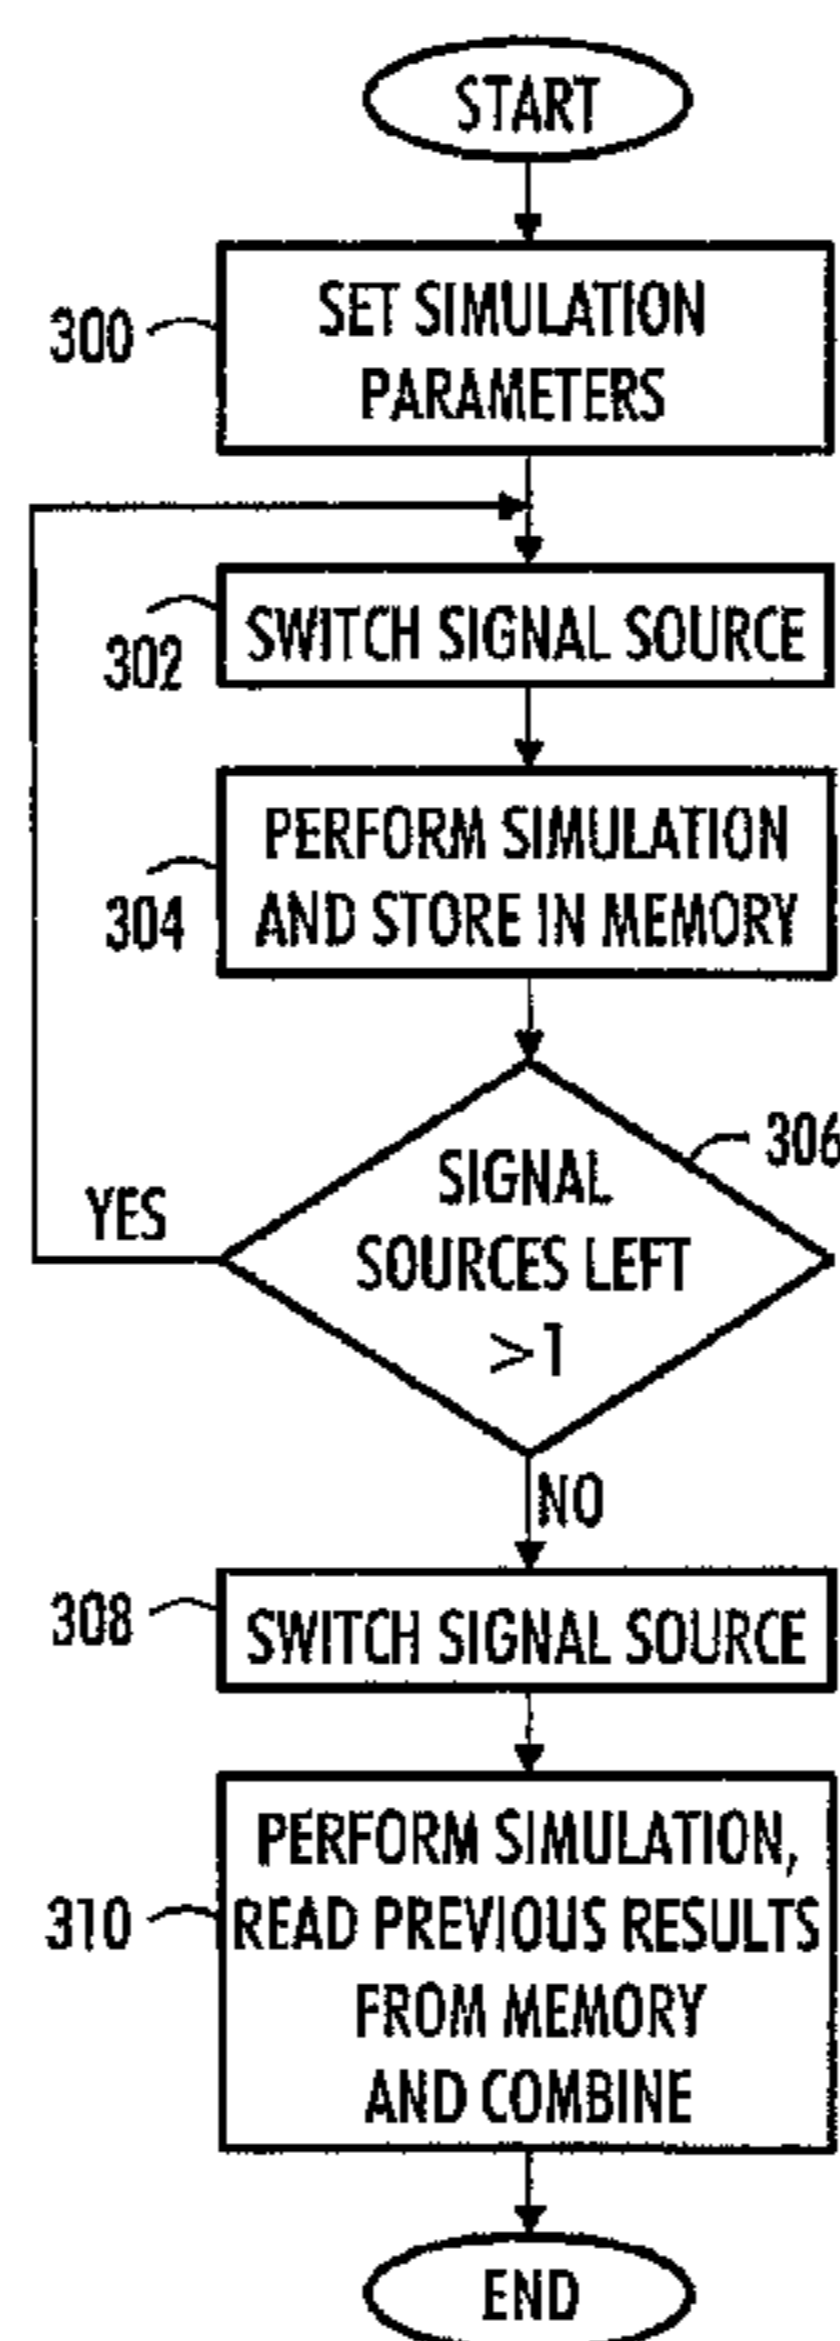 START
300
SET SIMULATION
PARAMETERS
302
SWITCH SIGNAL SOURCE
304
PERFORM SIMULATION
AND STORE IN MEMORY
306
SIGNAL
SOURCES LEFT
>1
YES
NO
308
SWITCH SIGNAL SOURCE
310
PERFORM SIMULATION,
READ PREVIOUS RESULTS
FROM MEMORY
AND COMBINE
END